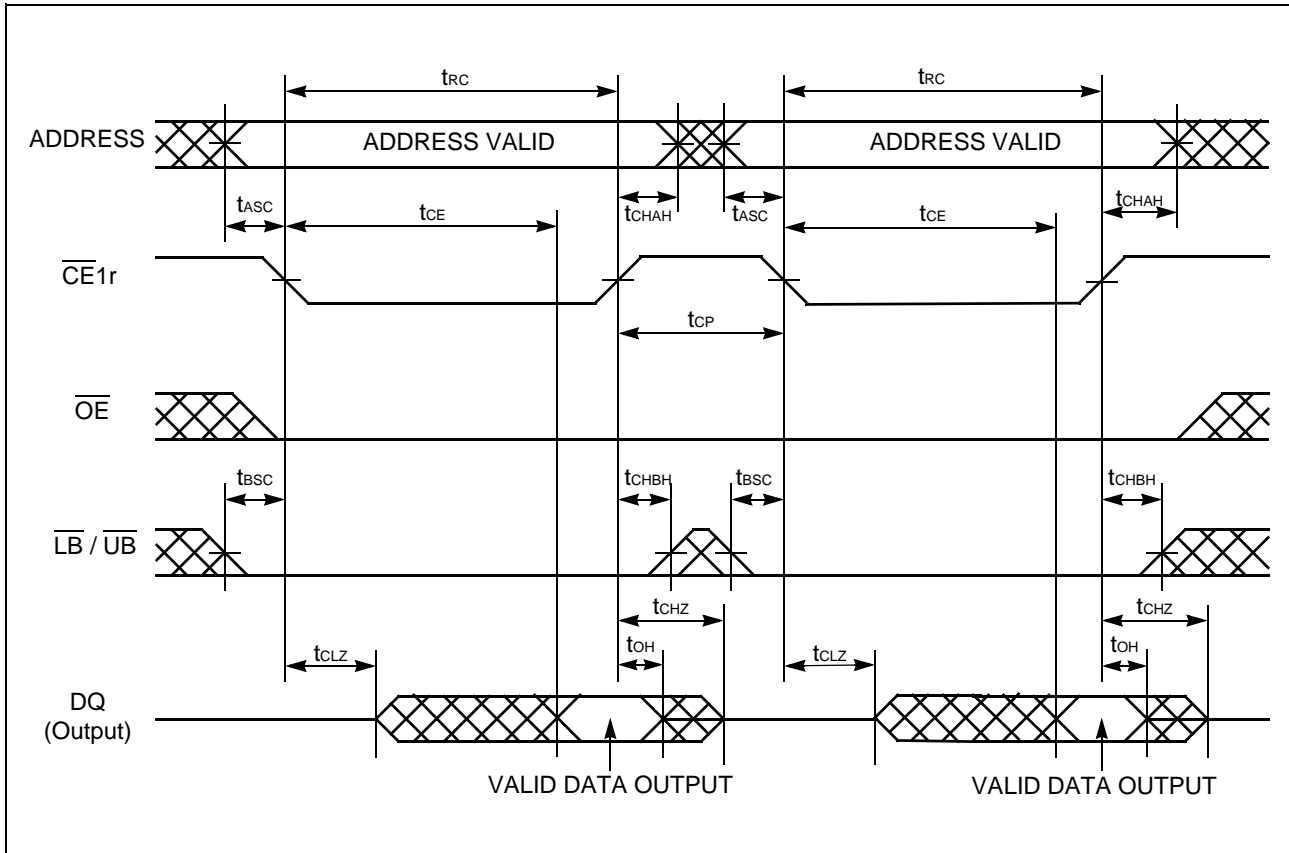 tRC tRC
ADDRESS ADDRESS VALID ADDRESS VALID
tASC tCE tCHAH tASC tCE tCHAH
CE1r
tCP
OE
tBSC tCHBH tBSC tCHBH
LB / UB
tCHZ tCHZ
tCLZ tOH tCLZ tOH
DQ
(Output)
VALID DATA OUTPUT VALID DATA OUTPUT